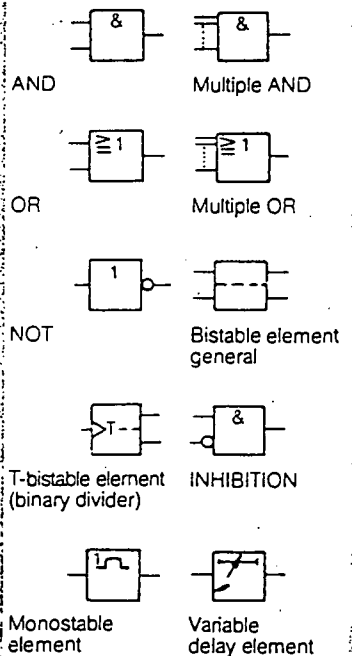 & &
AND Multiple AND
≧ 1 ≧ 1
OR Multiple OR
1
NOT Bistable element
general
T &
T-bistable element INHIBITION
(binary divider)
1
Monostable Variable
element delay element